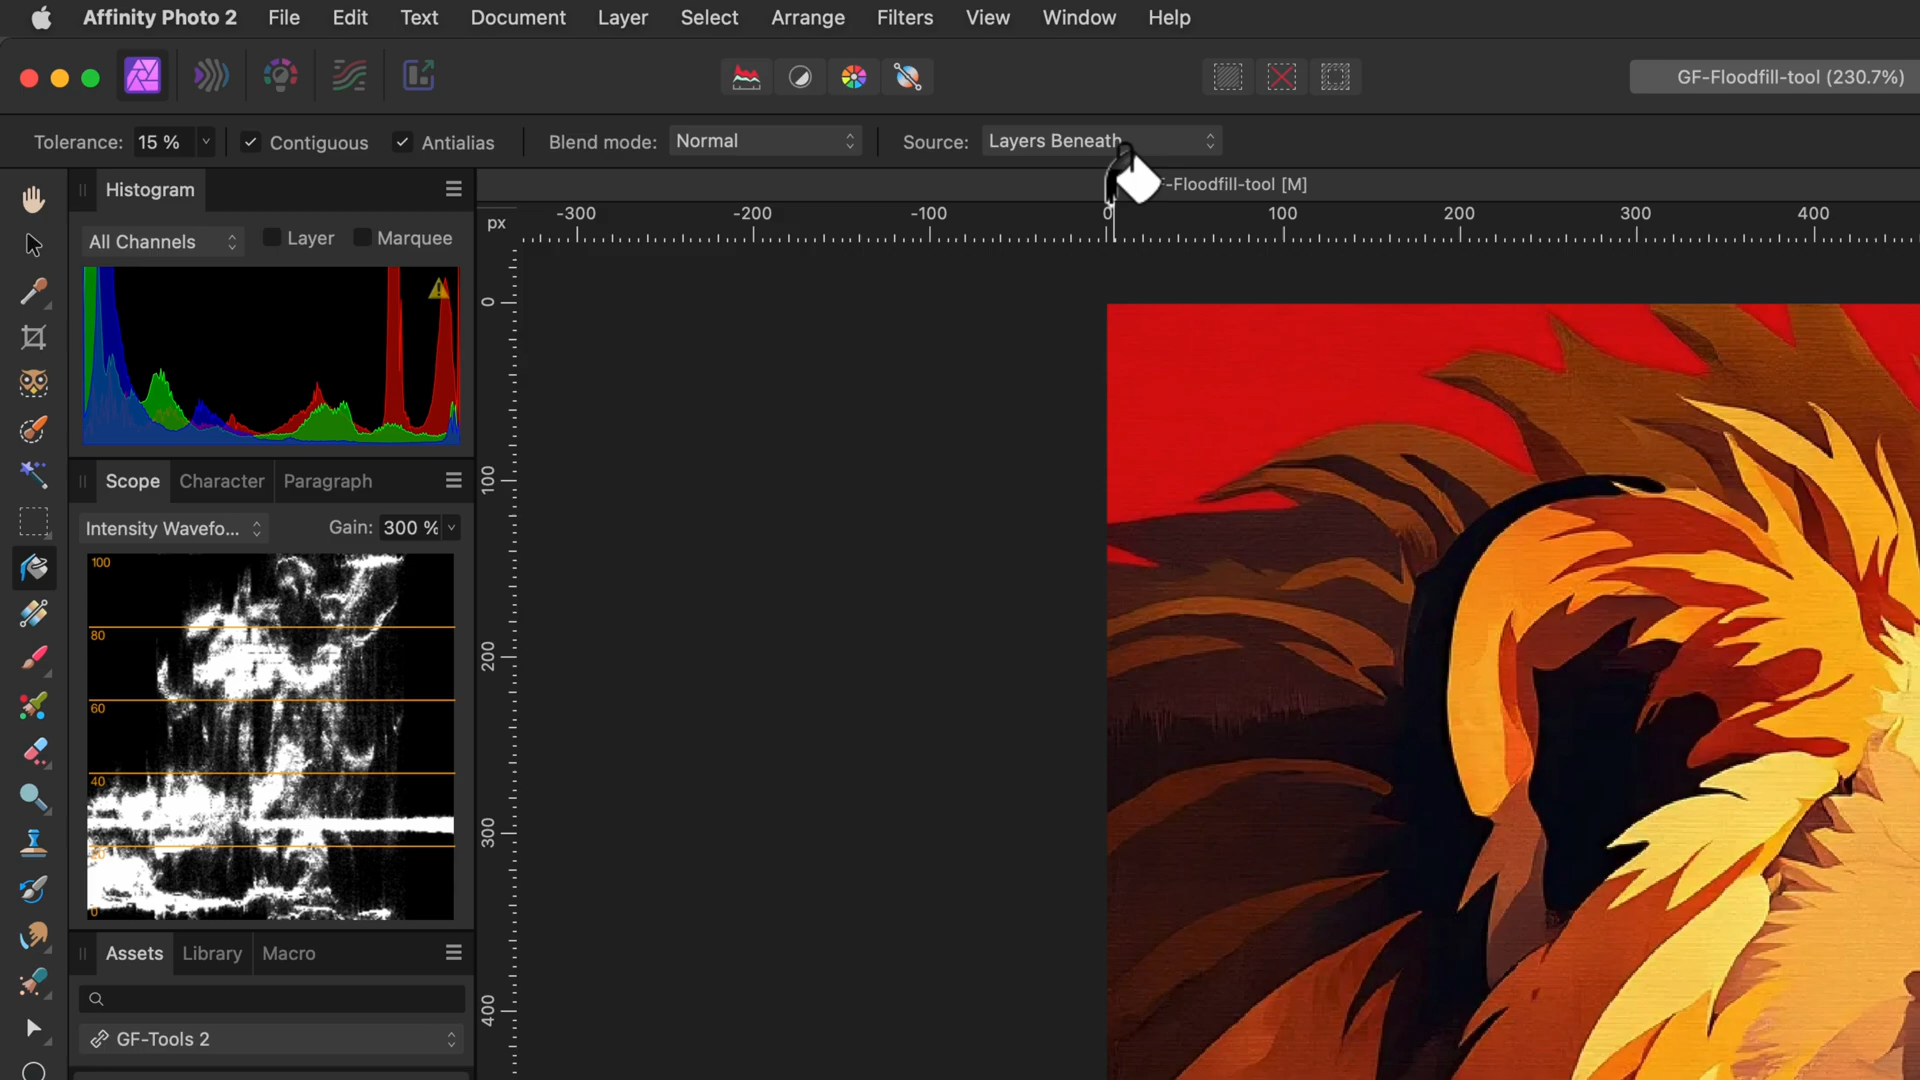 Affinity Photo 2 File Edit Text Document Layer Select Arrange Filters View Window Help
GF-Floodfill-tool (230.7%)
Tolerance: 15 % Contiguous Antialias Blend mode: Normal Source: Layers Beneath
Histogram
-Floodfill-tool [M]
px -300 -200 -100 0 100 200 300 400
All Channels Layer Marquee
0
100
200
300
400
Scope Character Paragraph
Intensity Wavefo... Gain: 300 %
100
80
60
40
20
0
Assets Library Macro
GF-Tools 2